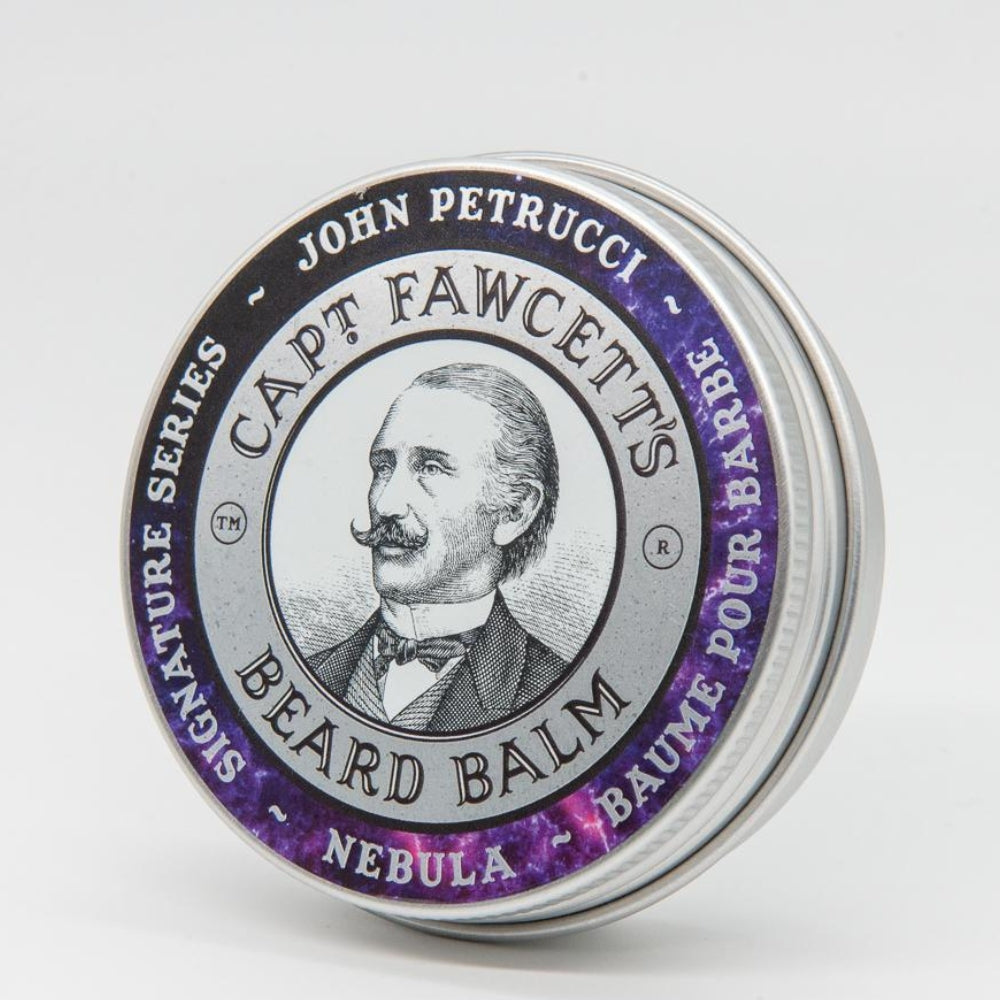 JOHN PETRUCCI ~
BAUME POUR BARBE
~ NEBULA ~
SIGNATURE SERIES ~
CAPT. FAWCETT'S
TM
R
BEARD BALM